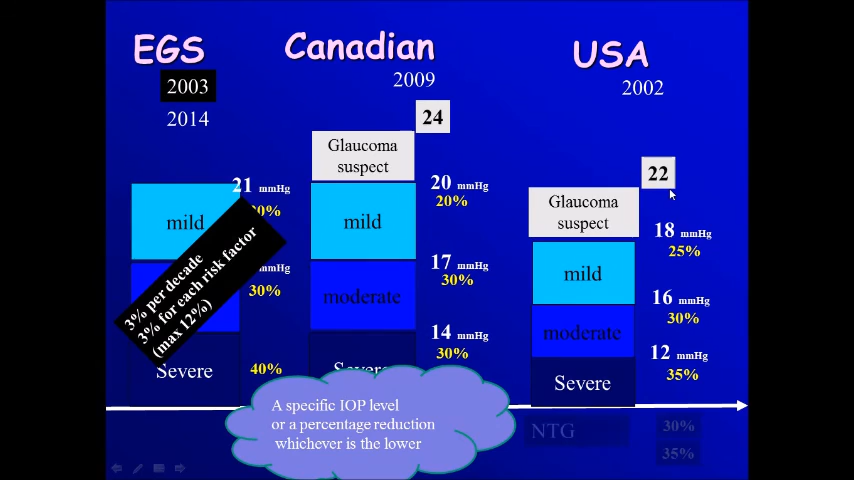 EGS
2003
2014
Canadian
2009
USA
2002
24
Glaucoma
suspect
22
Glaucoma
suspect
21 mmHg
mild
mmHg
30%
Severe
40%
3% per decade
3% for each risk factor
(max 12%)
20 mmHg
20%
mild
17 mmHg
30%
moderate
14 mmHg
30%
18 mmHg
25%
mild
16 mmHg
30%
moderate
12 mmHg
35%
Severe
A specific IOP level
or a percentage reduction
whichever is the lower
NTG
30%
35%